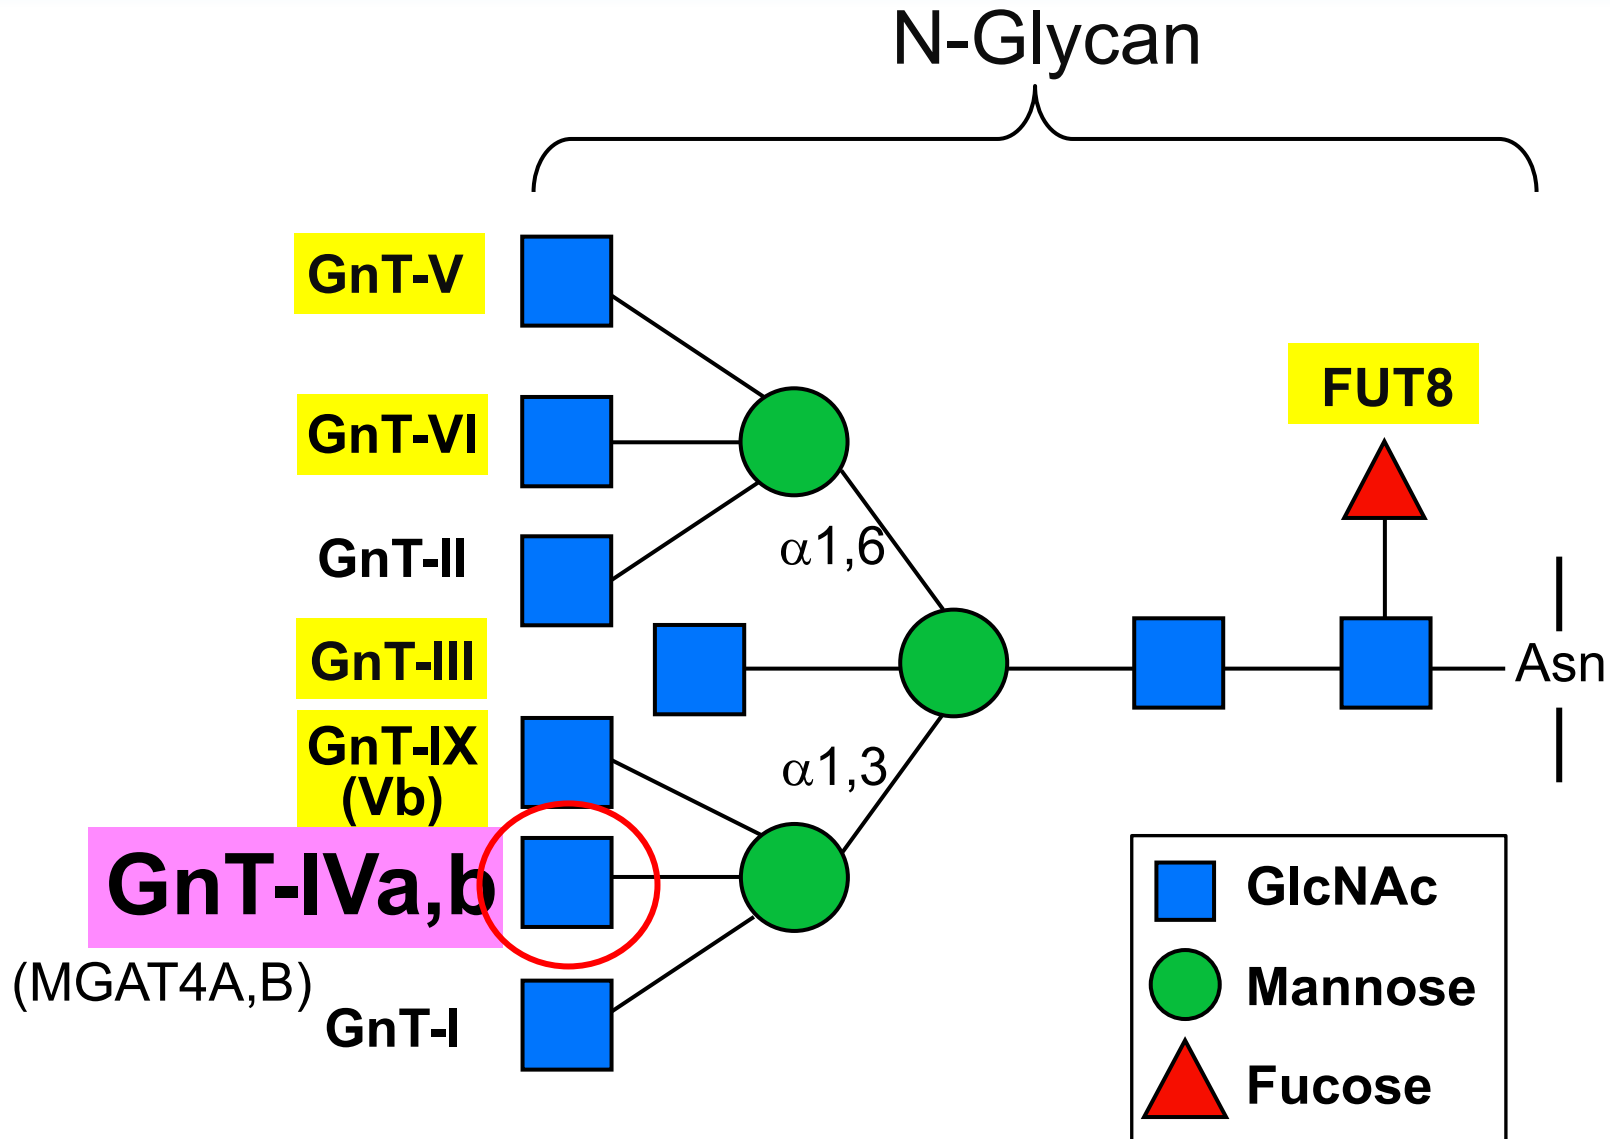 N-Glycan
GnT-V
FUT8
GnT-VI
α1,6
GnT-II
GnT-III
Asn
GnT-IX
(Vb)
α1,3
GnT-IVa,b
(MGAT4A,B)
GnT-I
GlcNAc
Mannose
Fucose